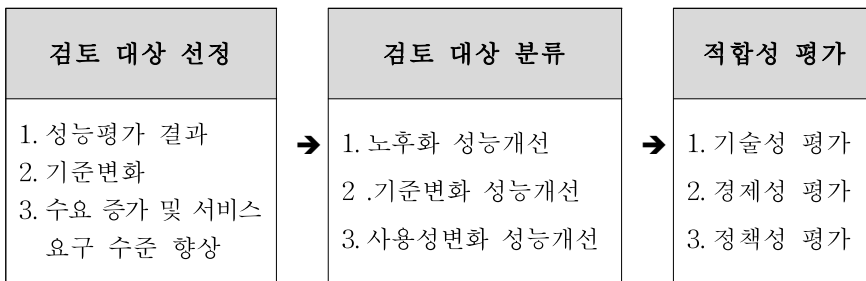 검토 대상 선정
1. 성능평가 결과
2. 기준변화
3. 수요 증가 및 서비스
요구 수준 향상
➔
검토 대상 분류
1. 노후화 성능개선
2 .기준변화 성능개선
3. 사용성변화 성능개선
➔
적합성 평가
1. 기술성 평가
2. 경제성 평가
3. 정책성 평가